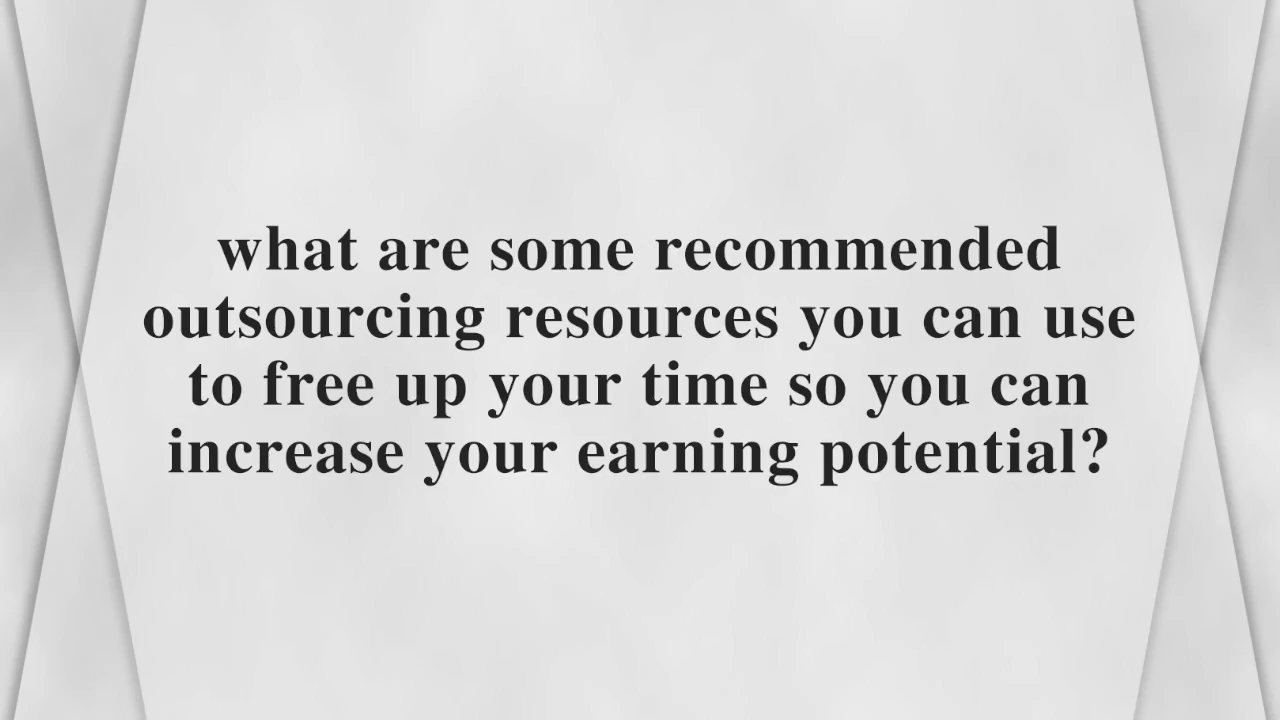 what are some recommended
outsourcing resources you can use
to free up your time so you can
increase your earning potential?